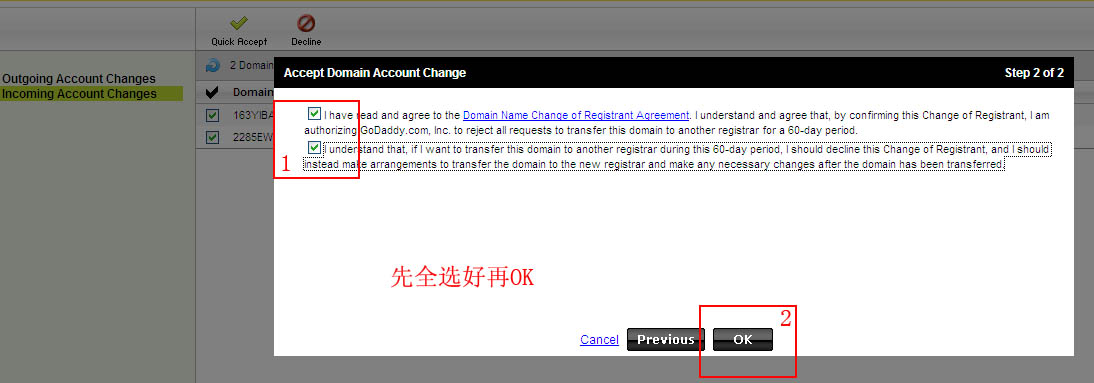 Quick Accept
Decline
2 Domain
Outgoing Account Changes
Incoming Account Changes
Domain
163YIBA
2285EW
Accept Domain Account Change
Step 2 of 2
I have read and agree to the Domain Name Change of Registrant Agreement. I understand and agree that, by confirming this Change of Registrant, I am
authorizing GoDaddy.com, Inc. to reject all requests to transfer this domain to another registrar for a 60-day period.
I understand that, if I want to transfer this domain to another registrar during this 60-day period, I should decline this Change of Registrant, and I should
instead make arrangements to transfer the domain to the new registrar and make any necessary changes after the domain has been transferred.
1
先全选好再OK
2
Cancel
Previous
OK